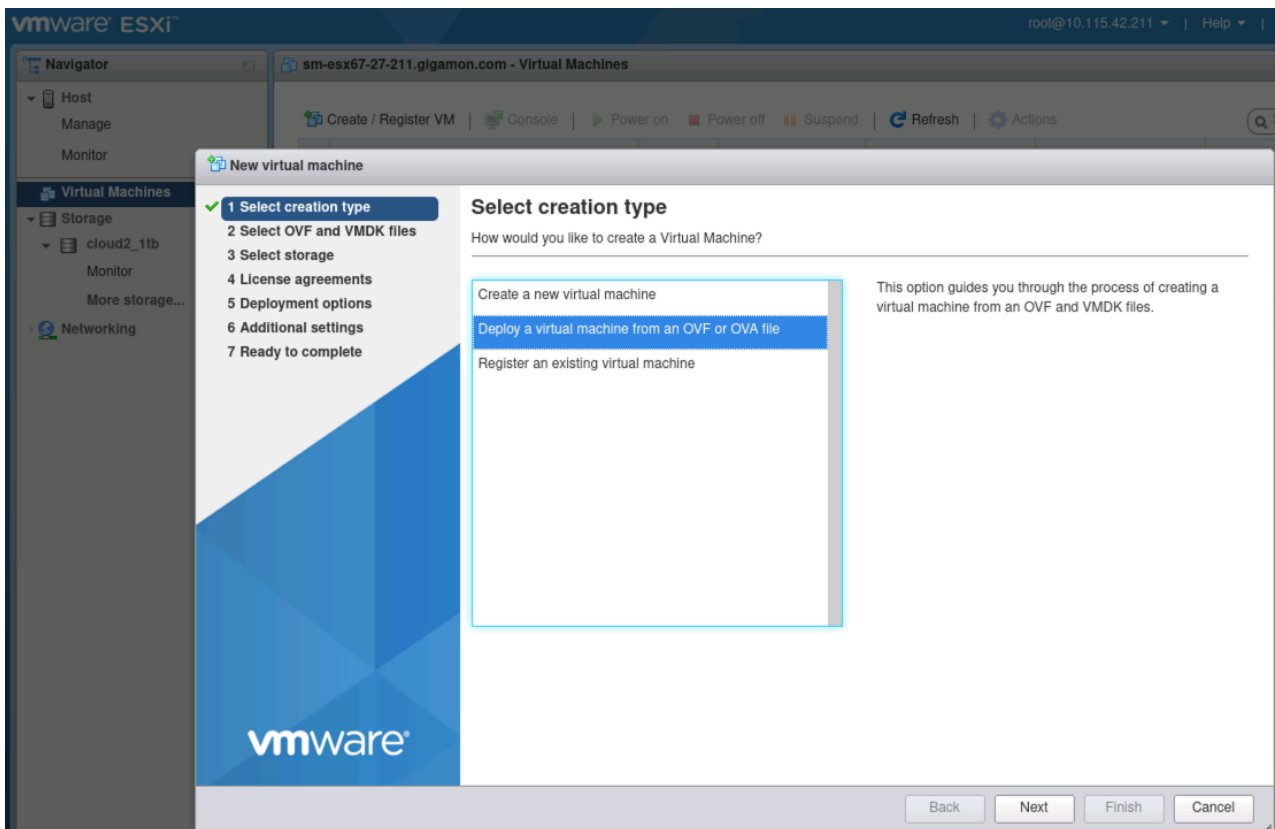 vmware ESXi™
root@10.115.42.211 | Help |
Navigator
Host
Manage
Monitor
Virtual Machines
Storage
cloud2_1tb
Monitor
More storage...
Networking
sm-esx67-27-211.gigamon.com - Virtual Machines
Create / Register VM | Console | Power on Power off Suspend | Refresh | Actions
New virtual machine
1 Select creation type
2 Select OVF and VMDK files
3 Select storage
4 License agreements
5 Deployment options
6 Additional settings
7 Ready to complete
vmware®
Select creation type
How would you like to create a Virtual Machine?
Create a new virtual machine
Deploy a virtual machine from an OVF or OVA file
Register an existing virtual machine
This option guides you through the process of creating a
virtual machine from an OVF and VMDK files.
Back Next Finish Cancel